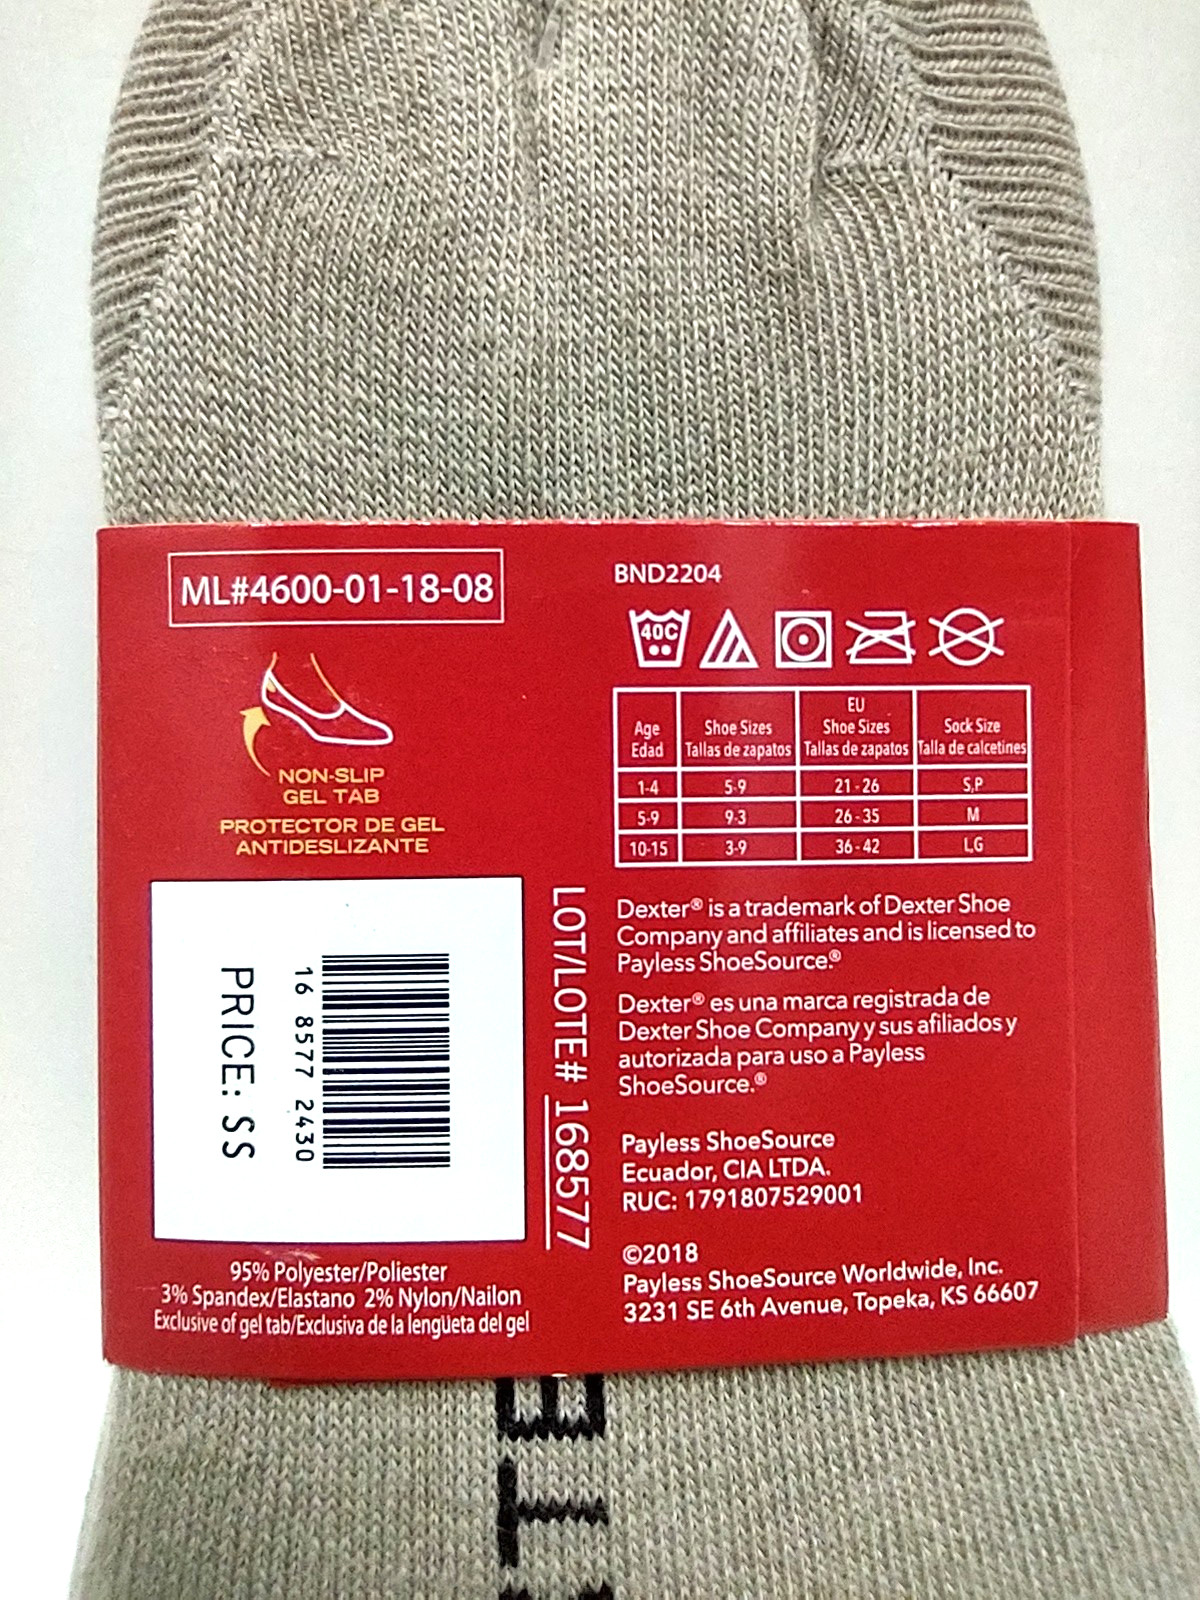 ML#4600-01-18-08
NON-SLIP
GEL TAB
PROTECTOR DE GEL
ANTIDESLIZANTE
16 8577 2430
PRICE: SS
LOT/LOTE# 168577
95% Polyester/Poliester
3% Spandex/Elastano 2% Nylon/Nailon
Exclusive of gel tab/Exclusiva de la lengüeta del gel
BND2204
40C
Age Edad Shoe Sizes Tallas de zapatos EU Shoe Sizes Tallas de zapatos Sock Size Talla de calcetines
1-4 5-9 21-26 S,P
5-9 9-3 26-35 M
10-15 3-9 36-42 L,G
Dexter® is a trademark of Dexter Shoe
Company and affiliates and is licensed to
Payless ShoeSource.®
Dexter® es una marca registrada de
Dexter Shoe Company y sus afiliados y
autorizada para uso a Payless
ShoeSource.®
Payless ShoeSource
Ecuador, CIA LTDA.
RUC: 1791807529001
©2018
Payless ShoeSource Worldwide, Inc.
3231 SE 6th Avenue, Topeka, KS 66607